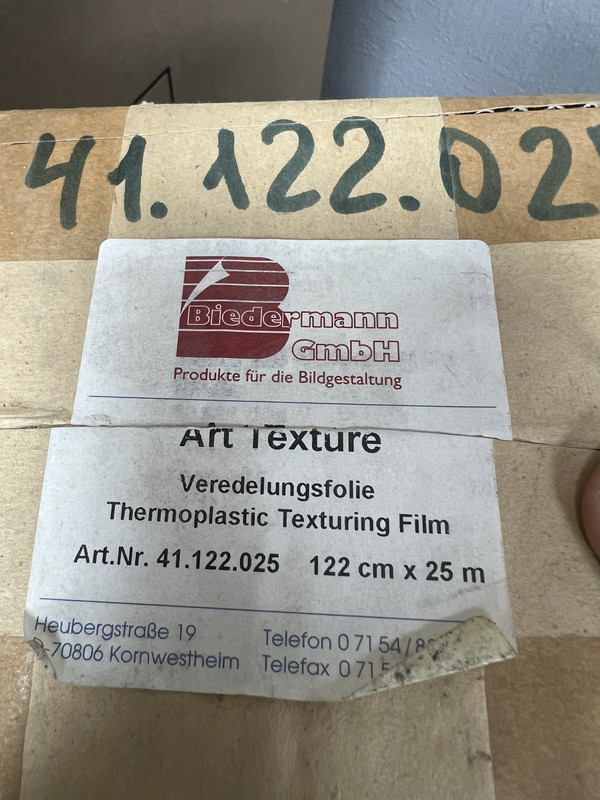 41.122.02
Biedermann
GmbH
Produkte für die Bildgestaltung
Art Texture
Veredelungsfolie
Thermoplastic Texturing Film
Art.Nr. 41.122.025 122 cm x 25 m
Heubergstraße 19
Telefon 0 71 54/8
D-70806 Kornwestheim
Telefax 0 71 5